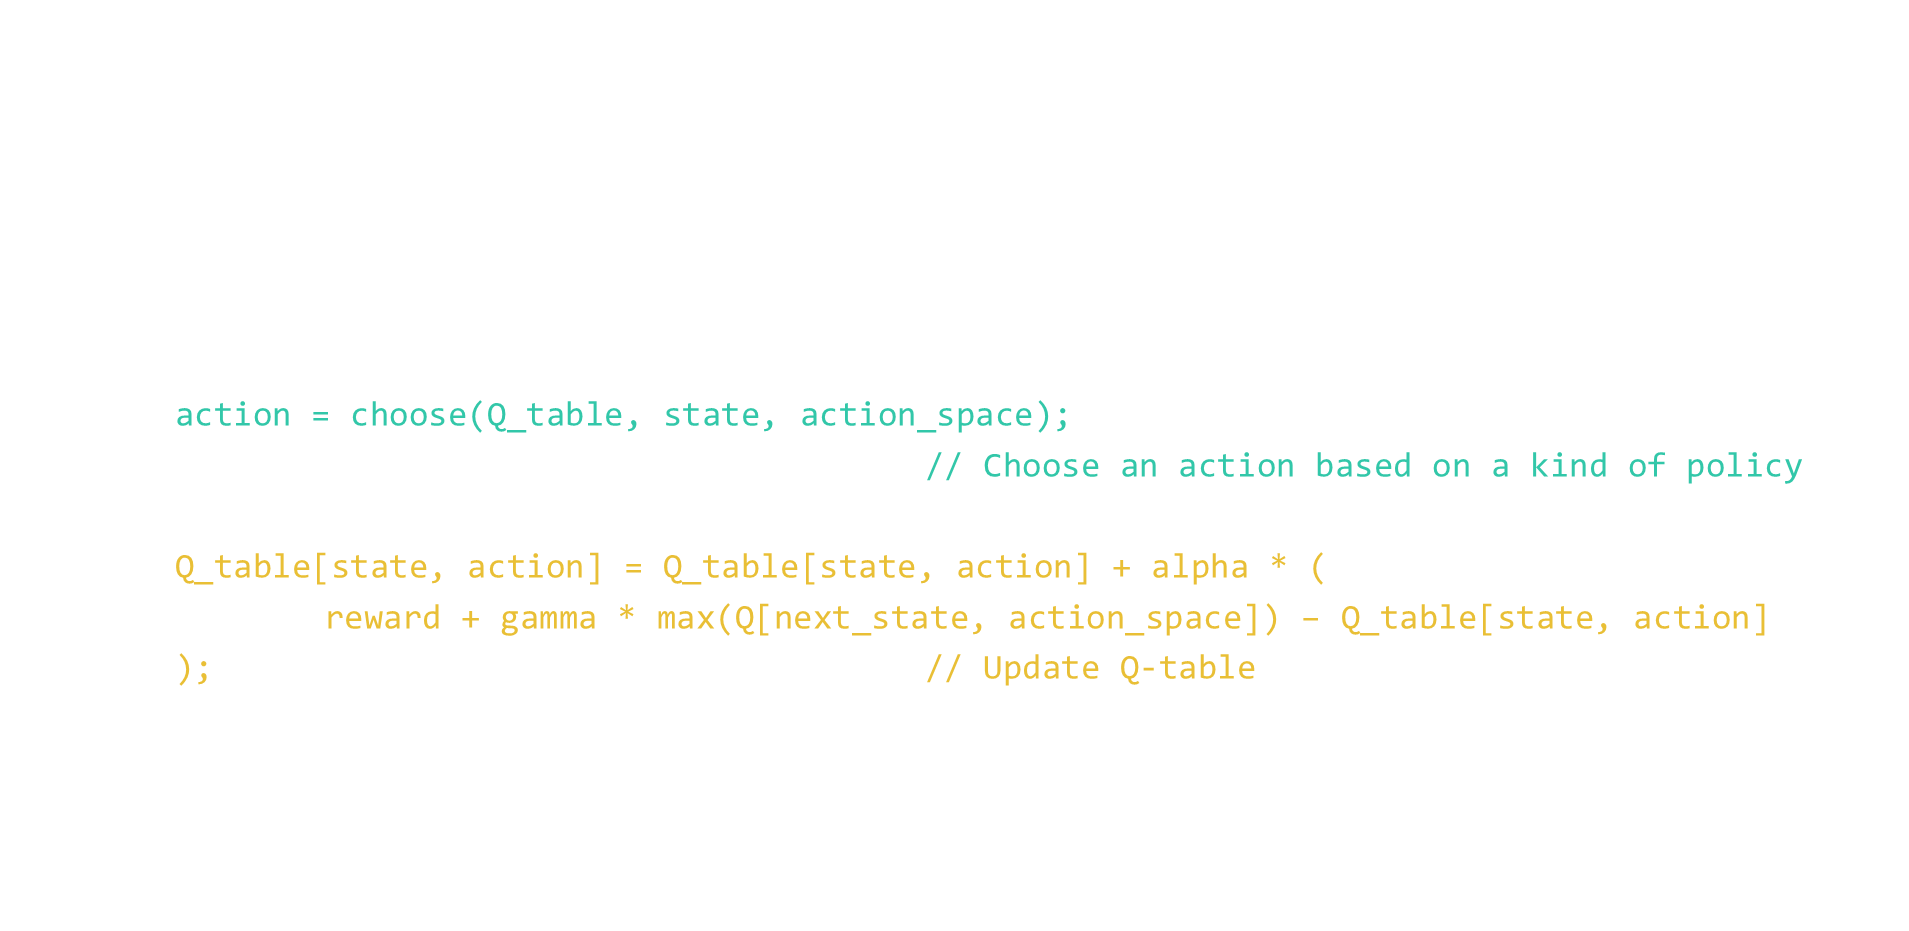 action = choose(Q_table, state, action_space);
// Choose an action based on a kind of policy
Q_table[state, action] = Q_table[state, action] + alpha * (
reward + gamma * max(Q[next_state, action_space]) – Q_table[state, action]
); // Update Q-table